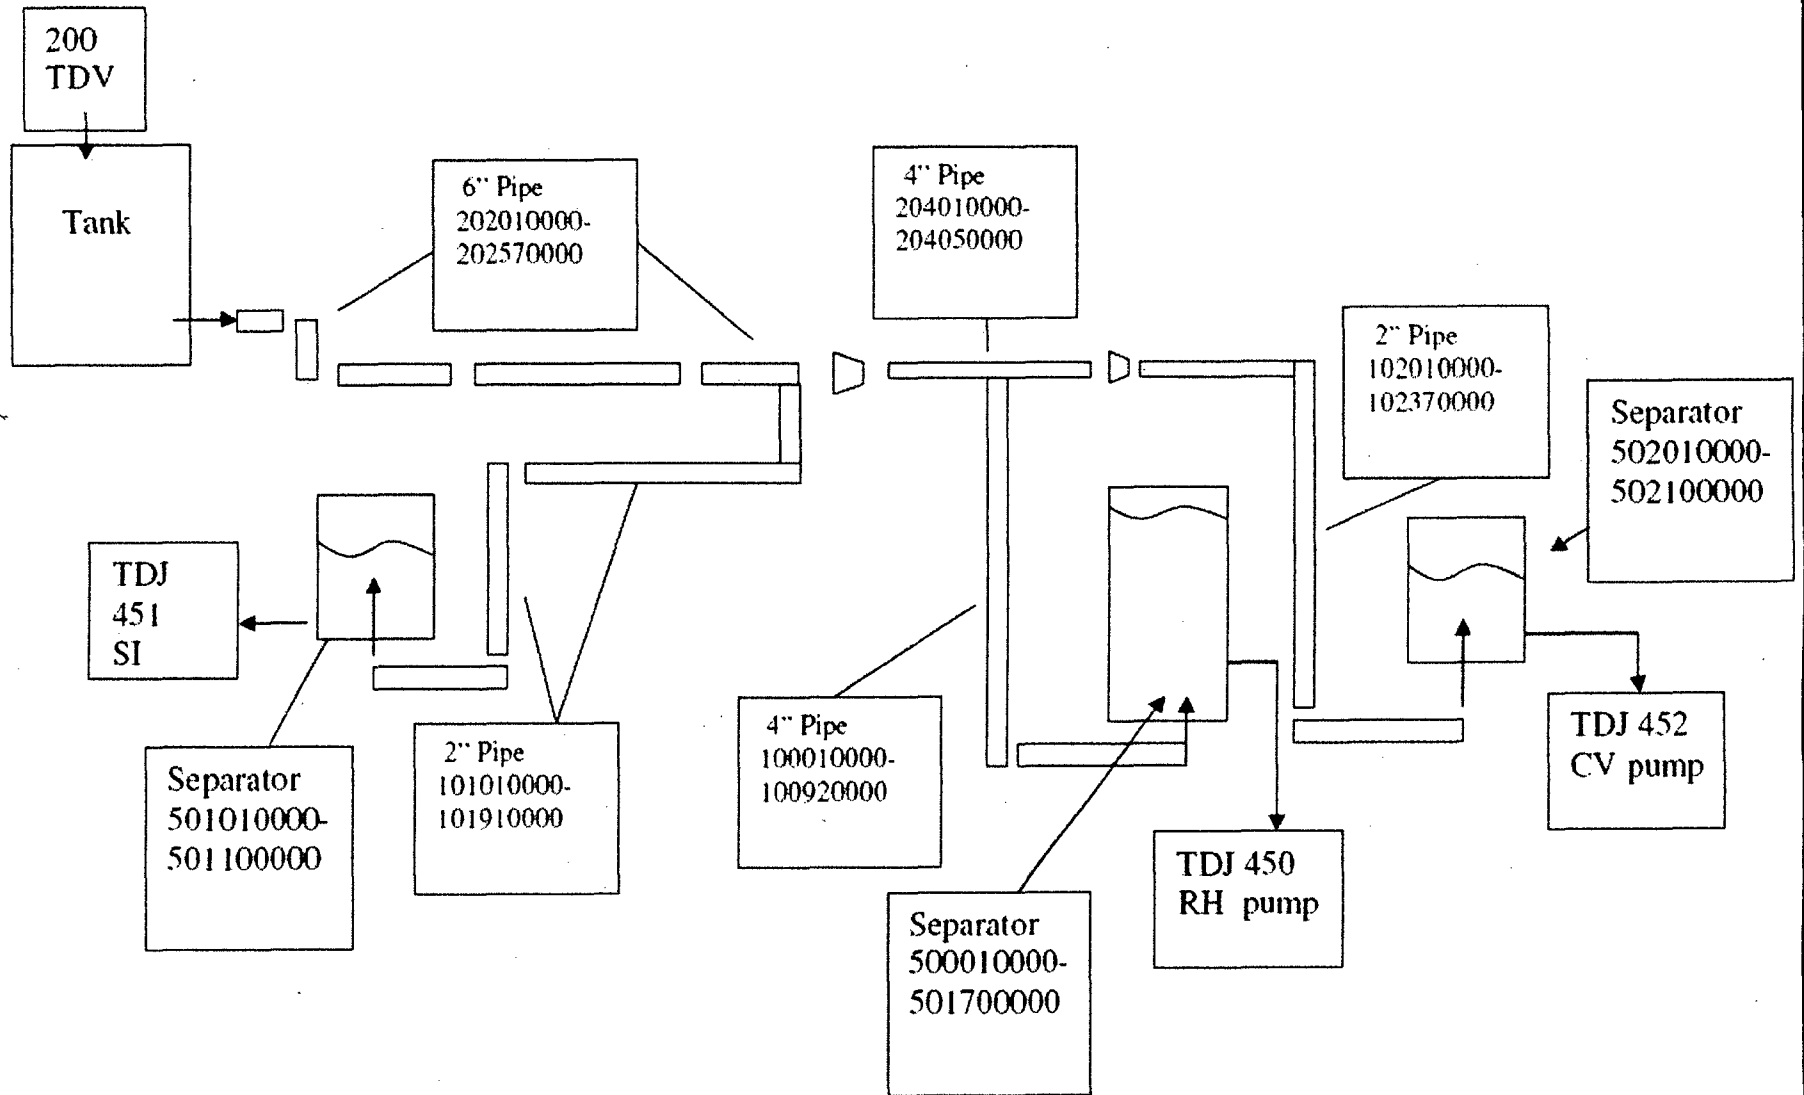 200
TDV
Tank
6" Pipe
202010000-
202570000
4" Pipe
204010000-
204050000
2" Pipe
102010000-
102370000
Separator
502010000-
502100000
TDJ
451
SI
Separator
501010000-
501100000
2" Pipe
101010000-
101910000
4" Pipe
100010000-
100920000
Separator
500010000-
501700000
TDJ 450
RH pump
TDJ 452
CV pump